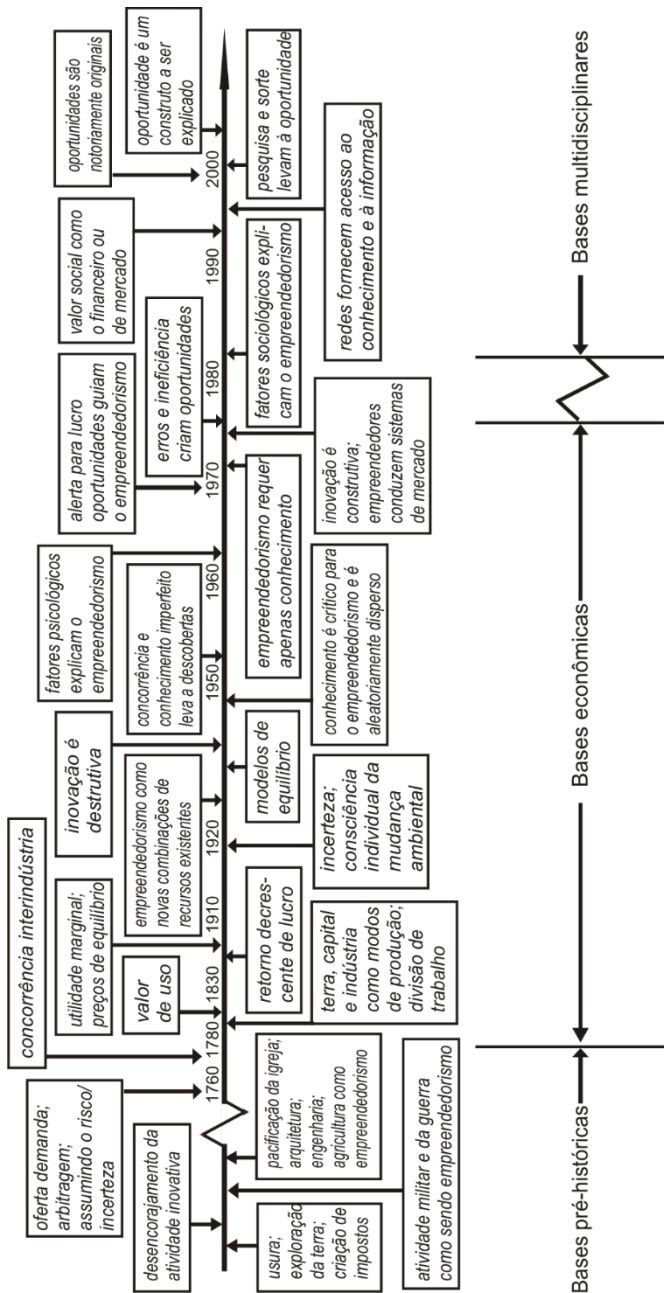 oferta demanda;
arbitragem;
assumindo o risco/
incerteza
desencorajamento da
atividade inovativa
concorrência interindústria
utilidade marginal;
preços de equilíbrio
valor
de uso
inovação é
destrutiva
empreendedorismo como
novas combinações de
recursos existentes
fatores psicológicos
explicam o
empreendedorismo
concorrência e
conhecimento imperfeito
leva a descobertas
alerta para lucro
oportunidades guiam
o empreendedorismo
erros e ineficiência
criam oportunidades
valor social como
o financeiro ou
de mercado
oportunidades são
notoriamente originais
oportunidade é um
construto a ser
explicado
1760
1780
1830
1910
1920
1950
1960
1970
1980
1990
2000
usura;
exploração
da terra;
criação de
impostos
pacificação da igreja;
arquitetura;
engenharia;
agricultura como
empreendedorismo
atividade militar e da guerra
como sendo empreendedorismo
retorno decres-
cente de lucro
terra, capital
e indústria
como modos
de produção;
divisão de
trabalho
modelos de
equilíbrio
incerteza;
consciência
individual da
mudança
ambiental
empreendedorismo requer
apenas conhecimento
conhecimento é crítico para
o empreendedorismo e é
aleatoriamente disperso
fatores sociológicos expli-
cam o empreendedorismo
inovação é
construtiva;
empreendedores
conduzem sistemas
de mercado
pesquisa e sorte
levam à oportunidade
redes fornecem acesso ao
conhecimento e à informação
Bases pré-históricas
Bases econômicas
Bases multidisciplinares